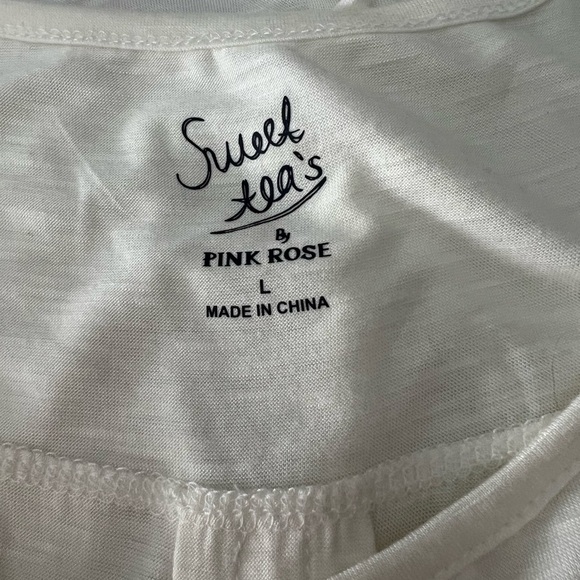 Sweet
tea's
By
PINK ROSE
L
MADE IN CHINA